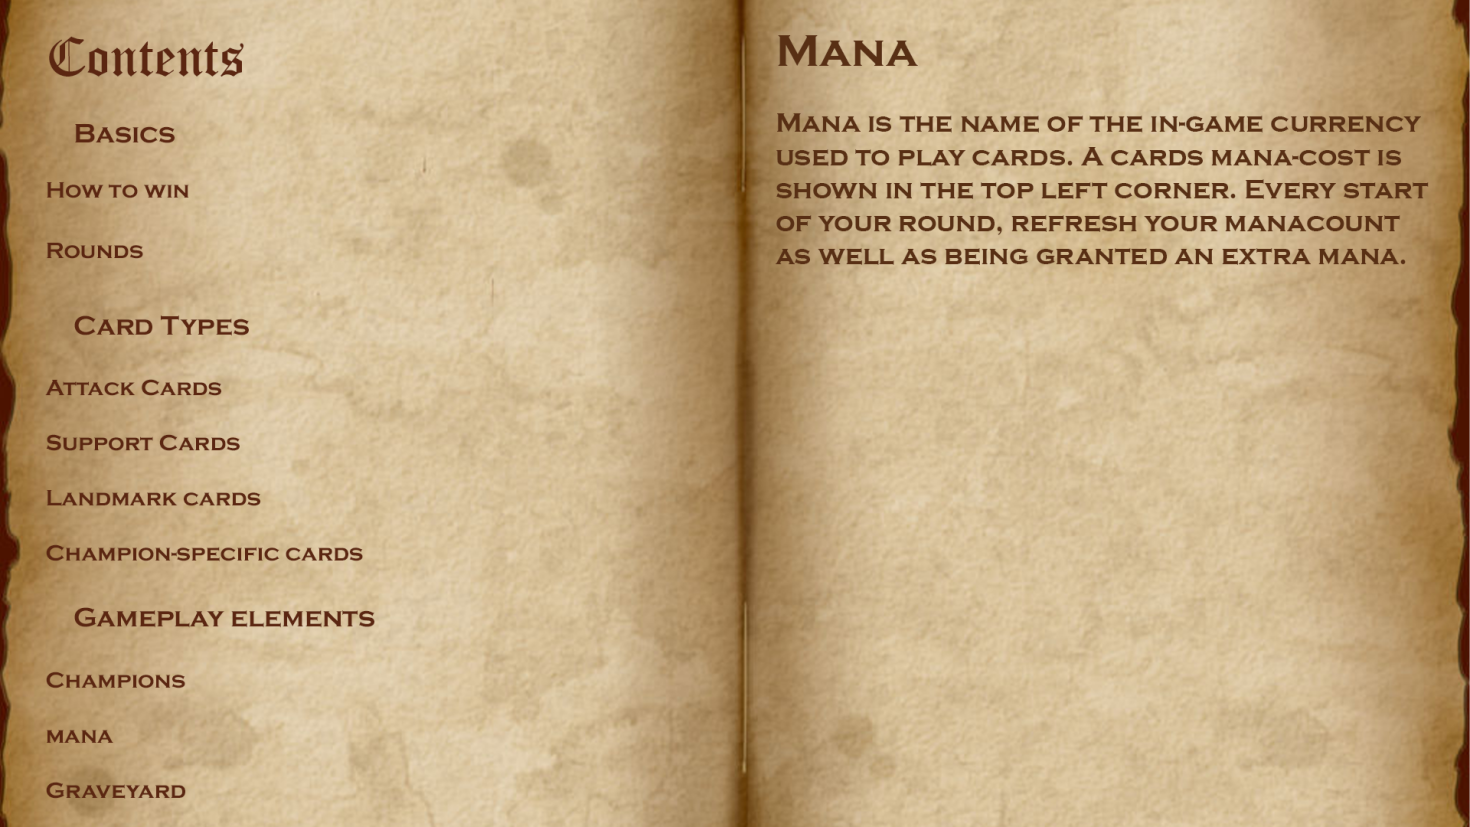 Contents
Basics
How to win
Rounds
Card Types
Attack Cards
Support Cards
Landmark cards
Champion-specific cards
Gameplay elements
Champions
mana
Graveyard
Mana
Mana is the name of the in-game currency
used to play cards. A cards mana-cost is
shown in the top left corner. Every start
of your round, refresh your manacount
as well as being granted an extra mana.